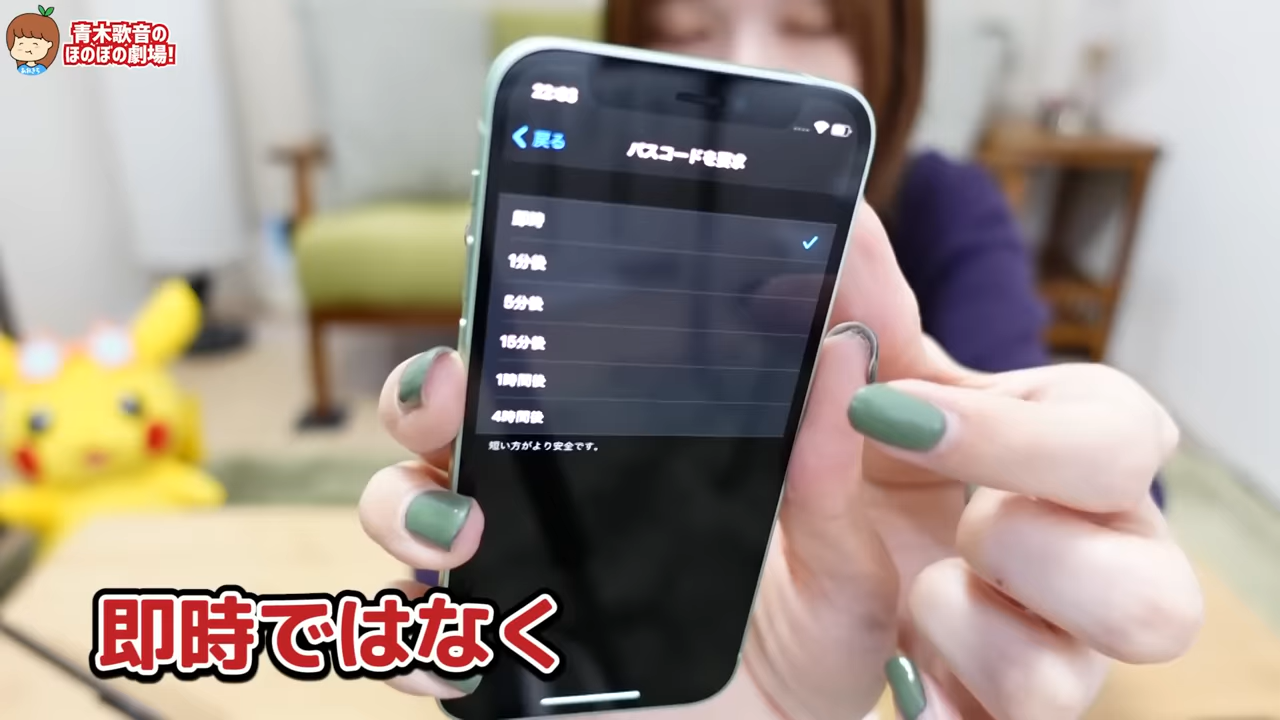 青木歌音の
ほのぼの劇場!
戻る
パスコードを要求
即時
1分後
5分後
15分後
1時間後
4時間後
短い方がより安全です。
即時ではなく